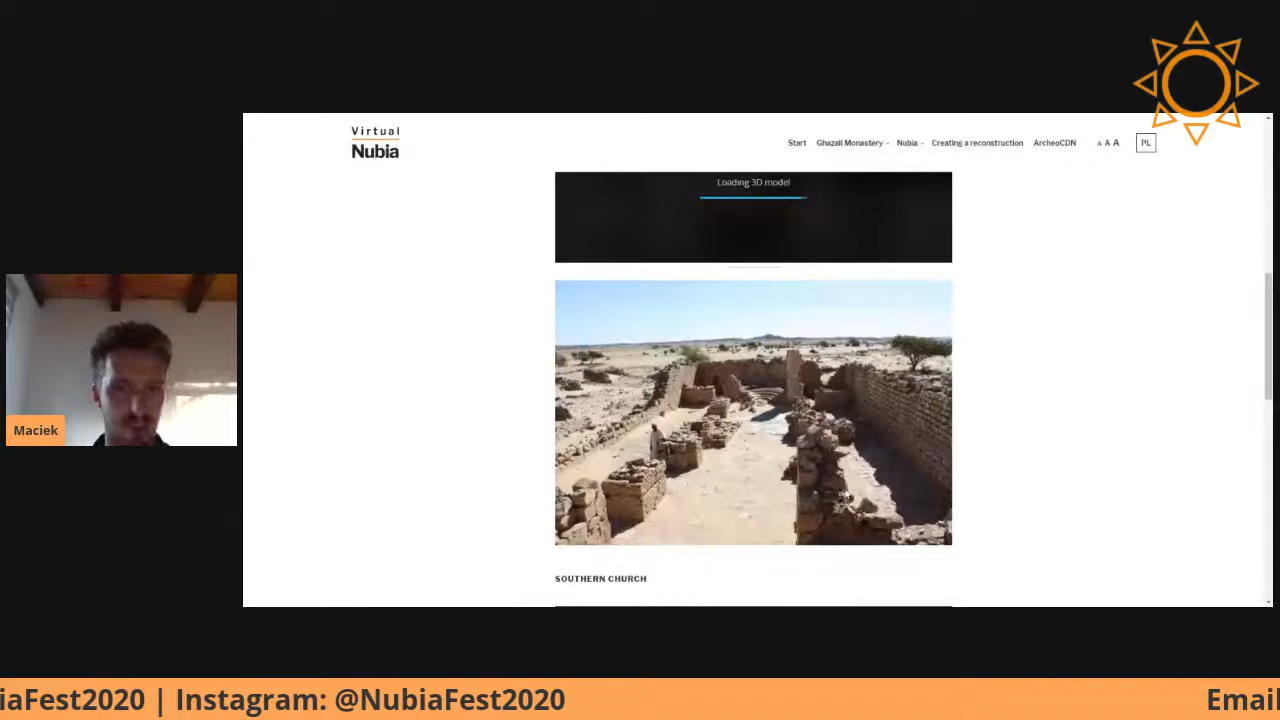 Virtual
Nubia
Start Ghazali Monastery Nubia Creating a reconstruction ArcheoCDN A A A PL
Loading 3D model
Maciek
SOUTHERN CHURCH
iaFest2020 | Instagram: @NubiaFest2020 Email